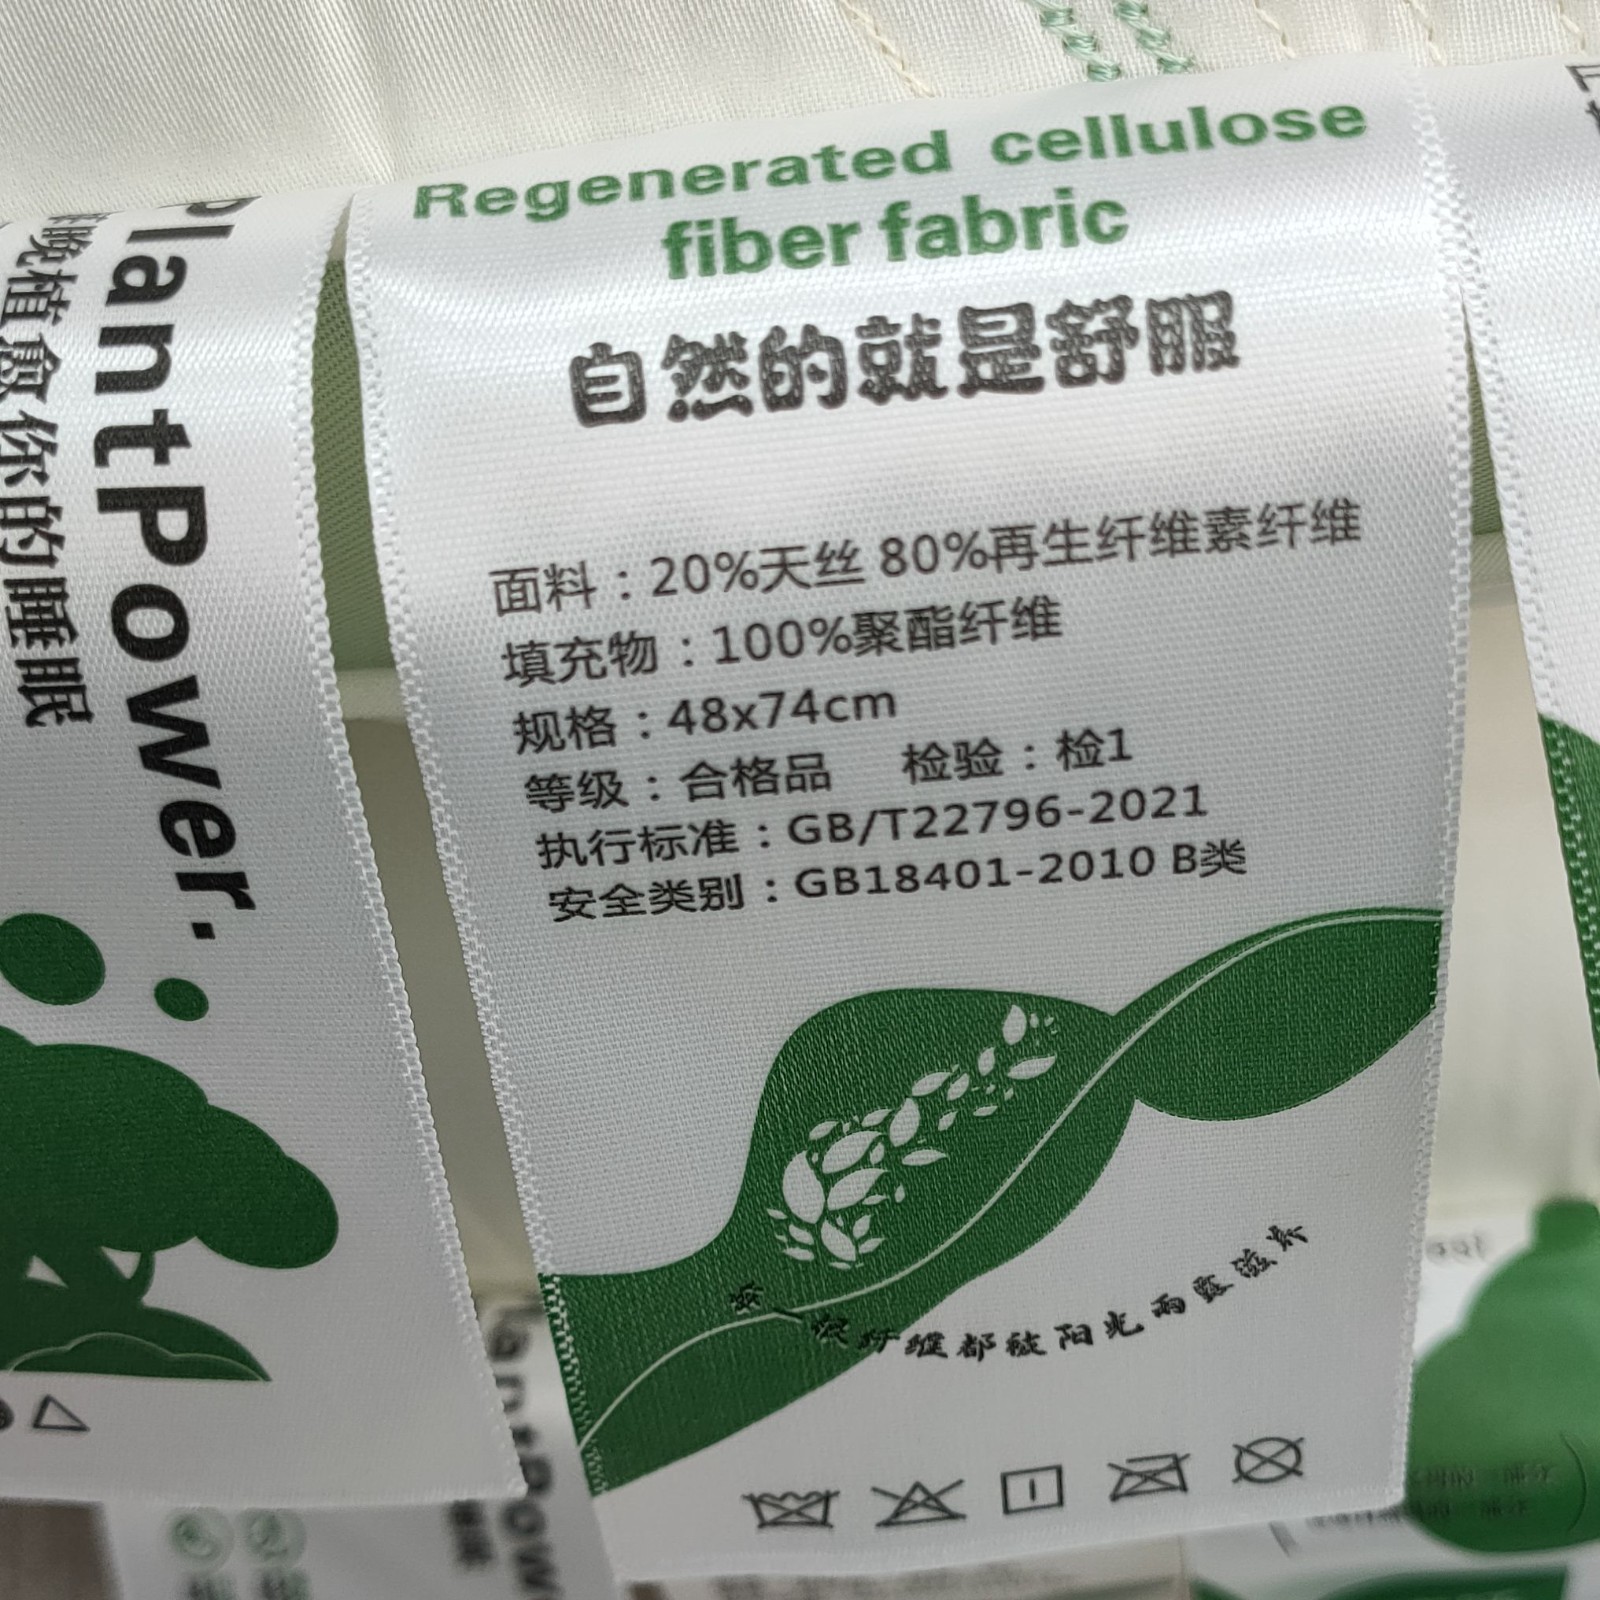 Regenerated cellulose
fiber fabric
自然的就是舒服
面料：20%天丝 80%再生纤维素纤维
填充物：100%聚酯纤维
规格：48x74cm
等级：合格品 检验：检1
执行标准：GB/T22796-2021
安全类别：GB18401-2010 B类
一根纤维都被阳光雨露滋养
PlantPower.
晚植愈你的睡眠